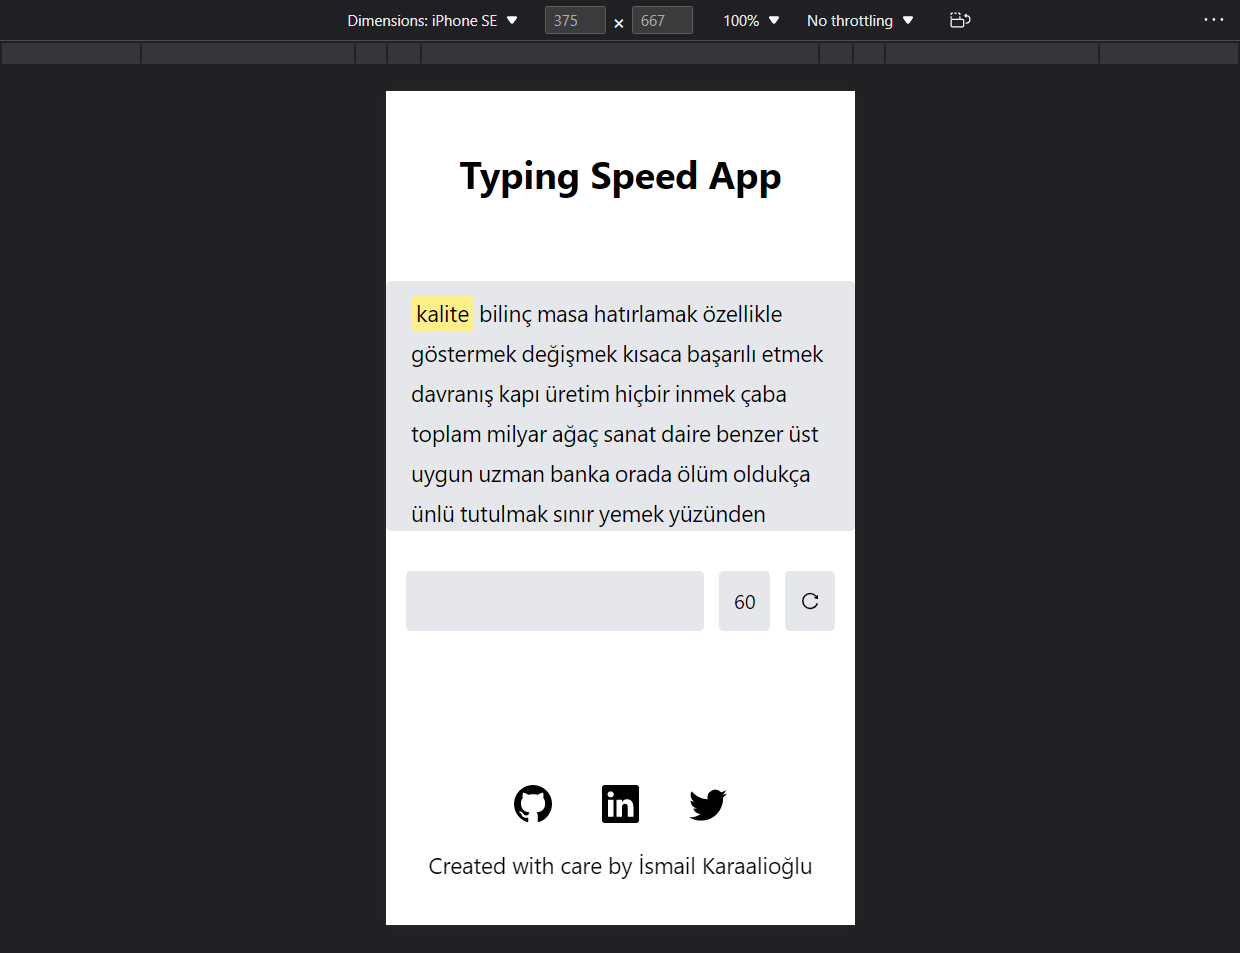 Dimensions: iPhone SE 375 × 667 100% No throttling
Typing Speed App
kalite bilinç masa hatırlamak özellikle
göstermek değişmek kısaca başarılı etmek
davranış kapı üretim hiçbir inmek çaba
toplam milyar ağaç sanat daire benzer üst
uygun uzman banka orada ölüm oldukça
ünlü tutulmak sınır yemek yüzünden
60
in
Created with care by İsmail Karaalioğlu